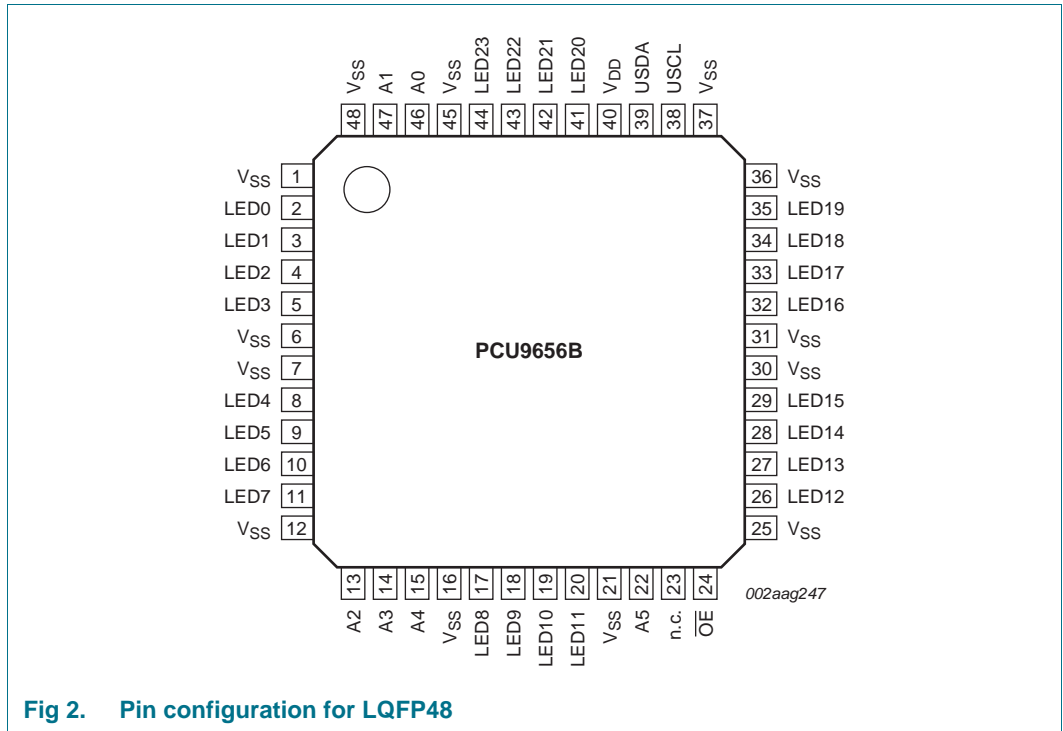 48 VSS
47 A1
46 A0
45 VSS
44 LED23
43 LED22
42 LED21
41 LED20
40 VDD
39 USDA
38 USCL
37 VSS
VSS 1
LED0 2
LED1 3
LED2 4
LED3 5
VSS 6
VSS 7
LED4 8
LED5 9
LED6 10
LED7 11
VSS 12
PCU9656B
36 VSS
35 LED19
34 LED18
33 LED17
32 LED16
31 VSS
30 VSS
29 LED15
28 LED14
27 LED13
26 LED12
25 VSS
A2 13
A3 14
A4 15
VSS 16
LED8 17
LED9 18
LED10 19
LED11 20
VSS 21
A5 22
n.c. 23
O̅E̅ 24
002aag247
Fig 2. Pin configuration for LQFP48